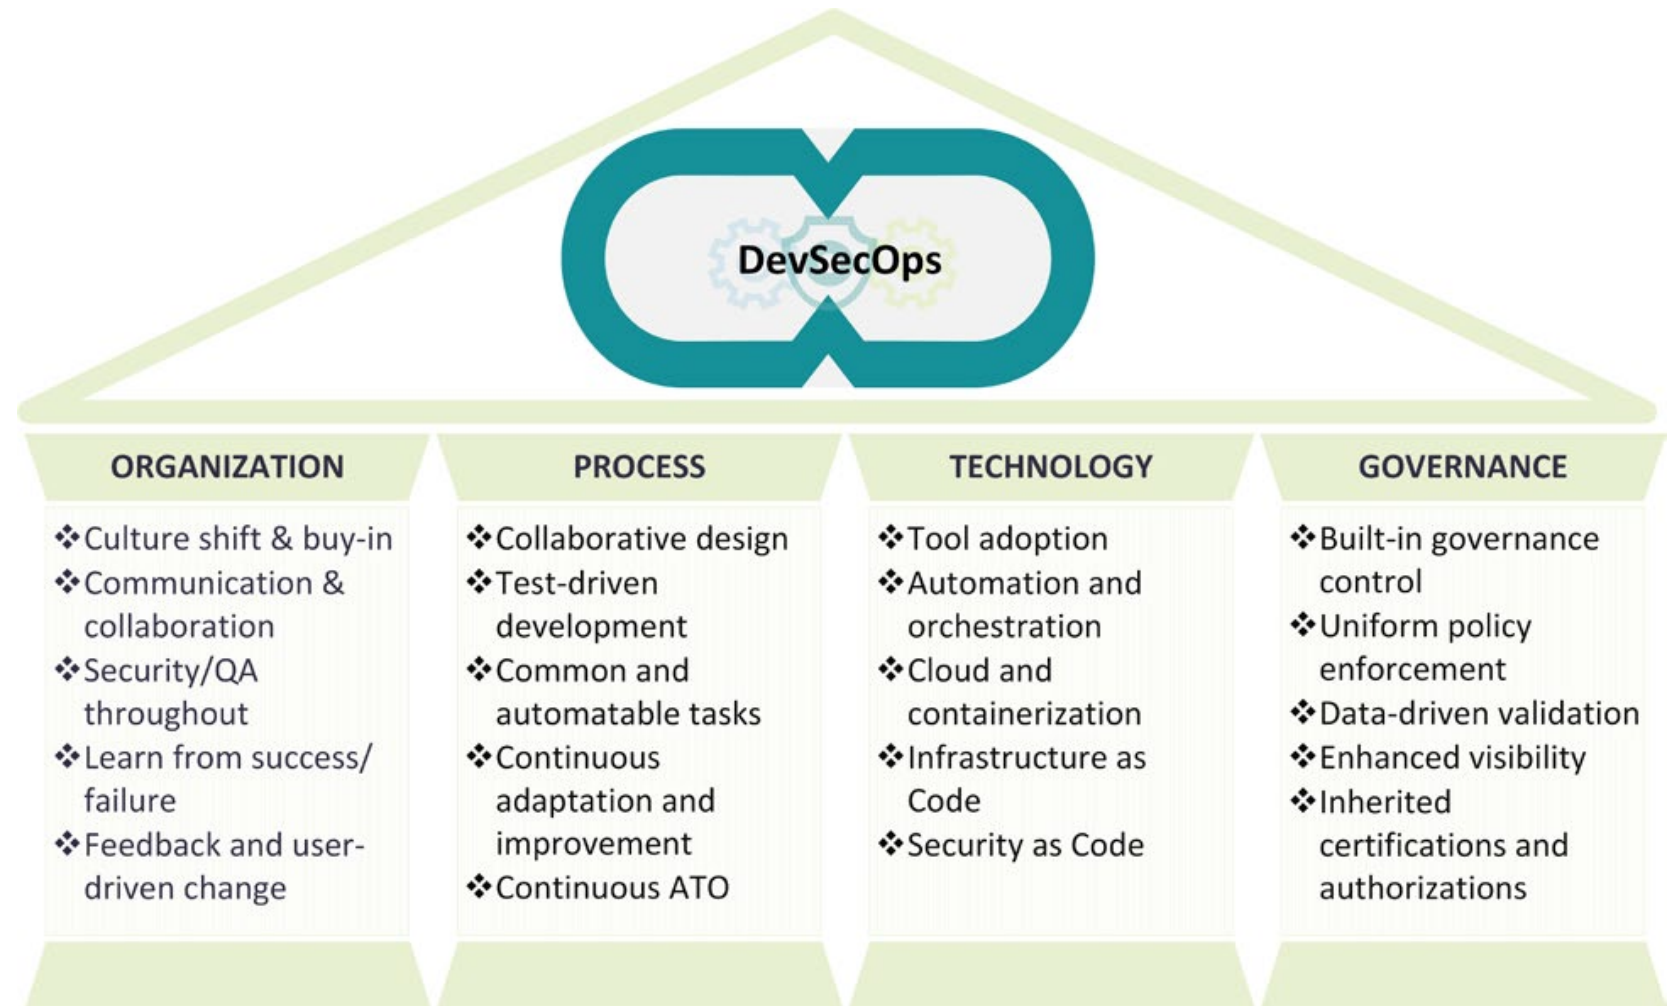 DevSecOps
ORGANIZATION
❖Culture shift & buy-in
❖Communication &
collaboration
❖Security/QA
throughout
❖Learn from success/
failure
❖Feedback and user-
driven change
PROCESS
❖Collaborative design
❖Test-driven
development
❖Common and
automatable tasks
❖Continuous
adaptation and
improvement
❖Continuous ATO
TECHNOLOGY
❖Tool adoption
❖Automation and
orchestration
❖Cloud and
containerization
❖Infrastructure as
Code
❖Security as Code
GOVERNANCE
❖Built-in governance
control
❖Uniform policy
enforcement
❖Data-driven validation
❖Enhanced visibility
❖Inherited
certifications and
authorizations